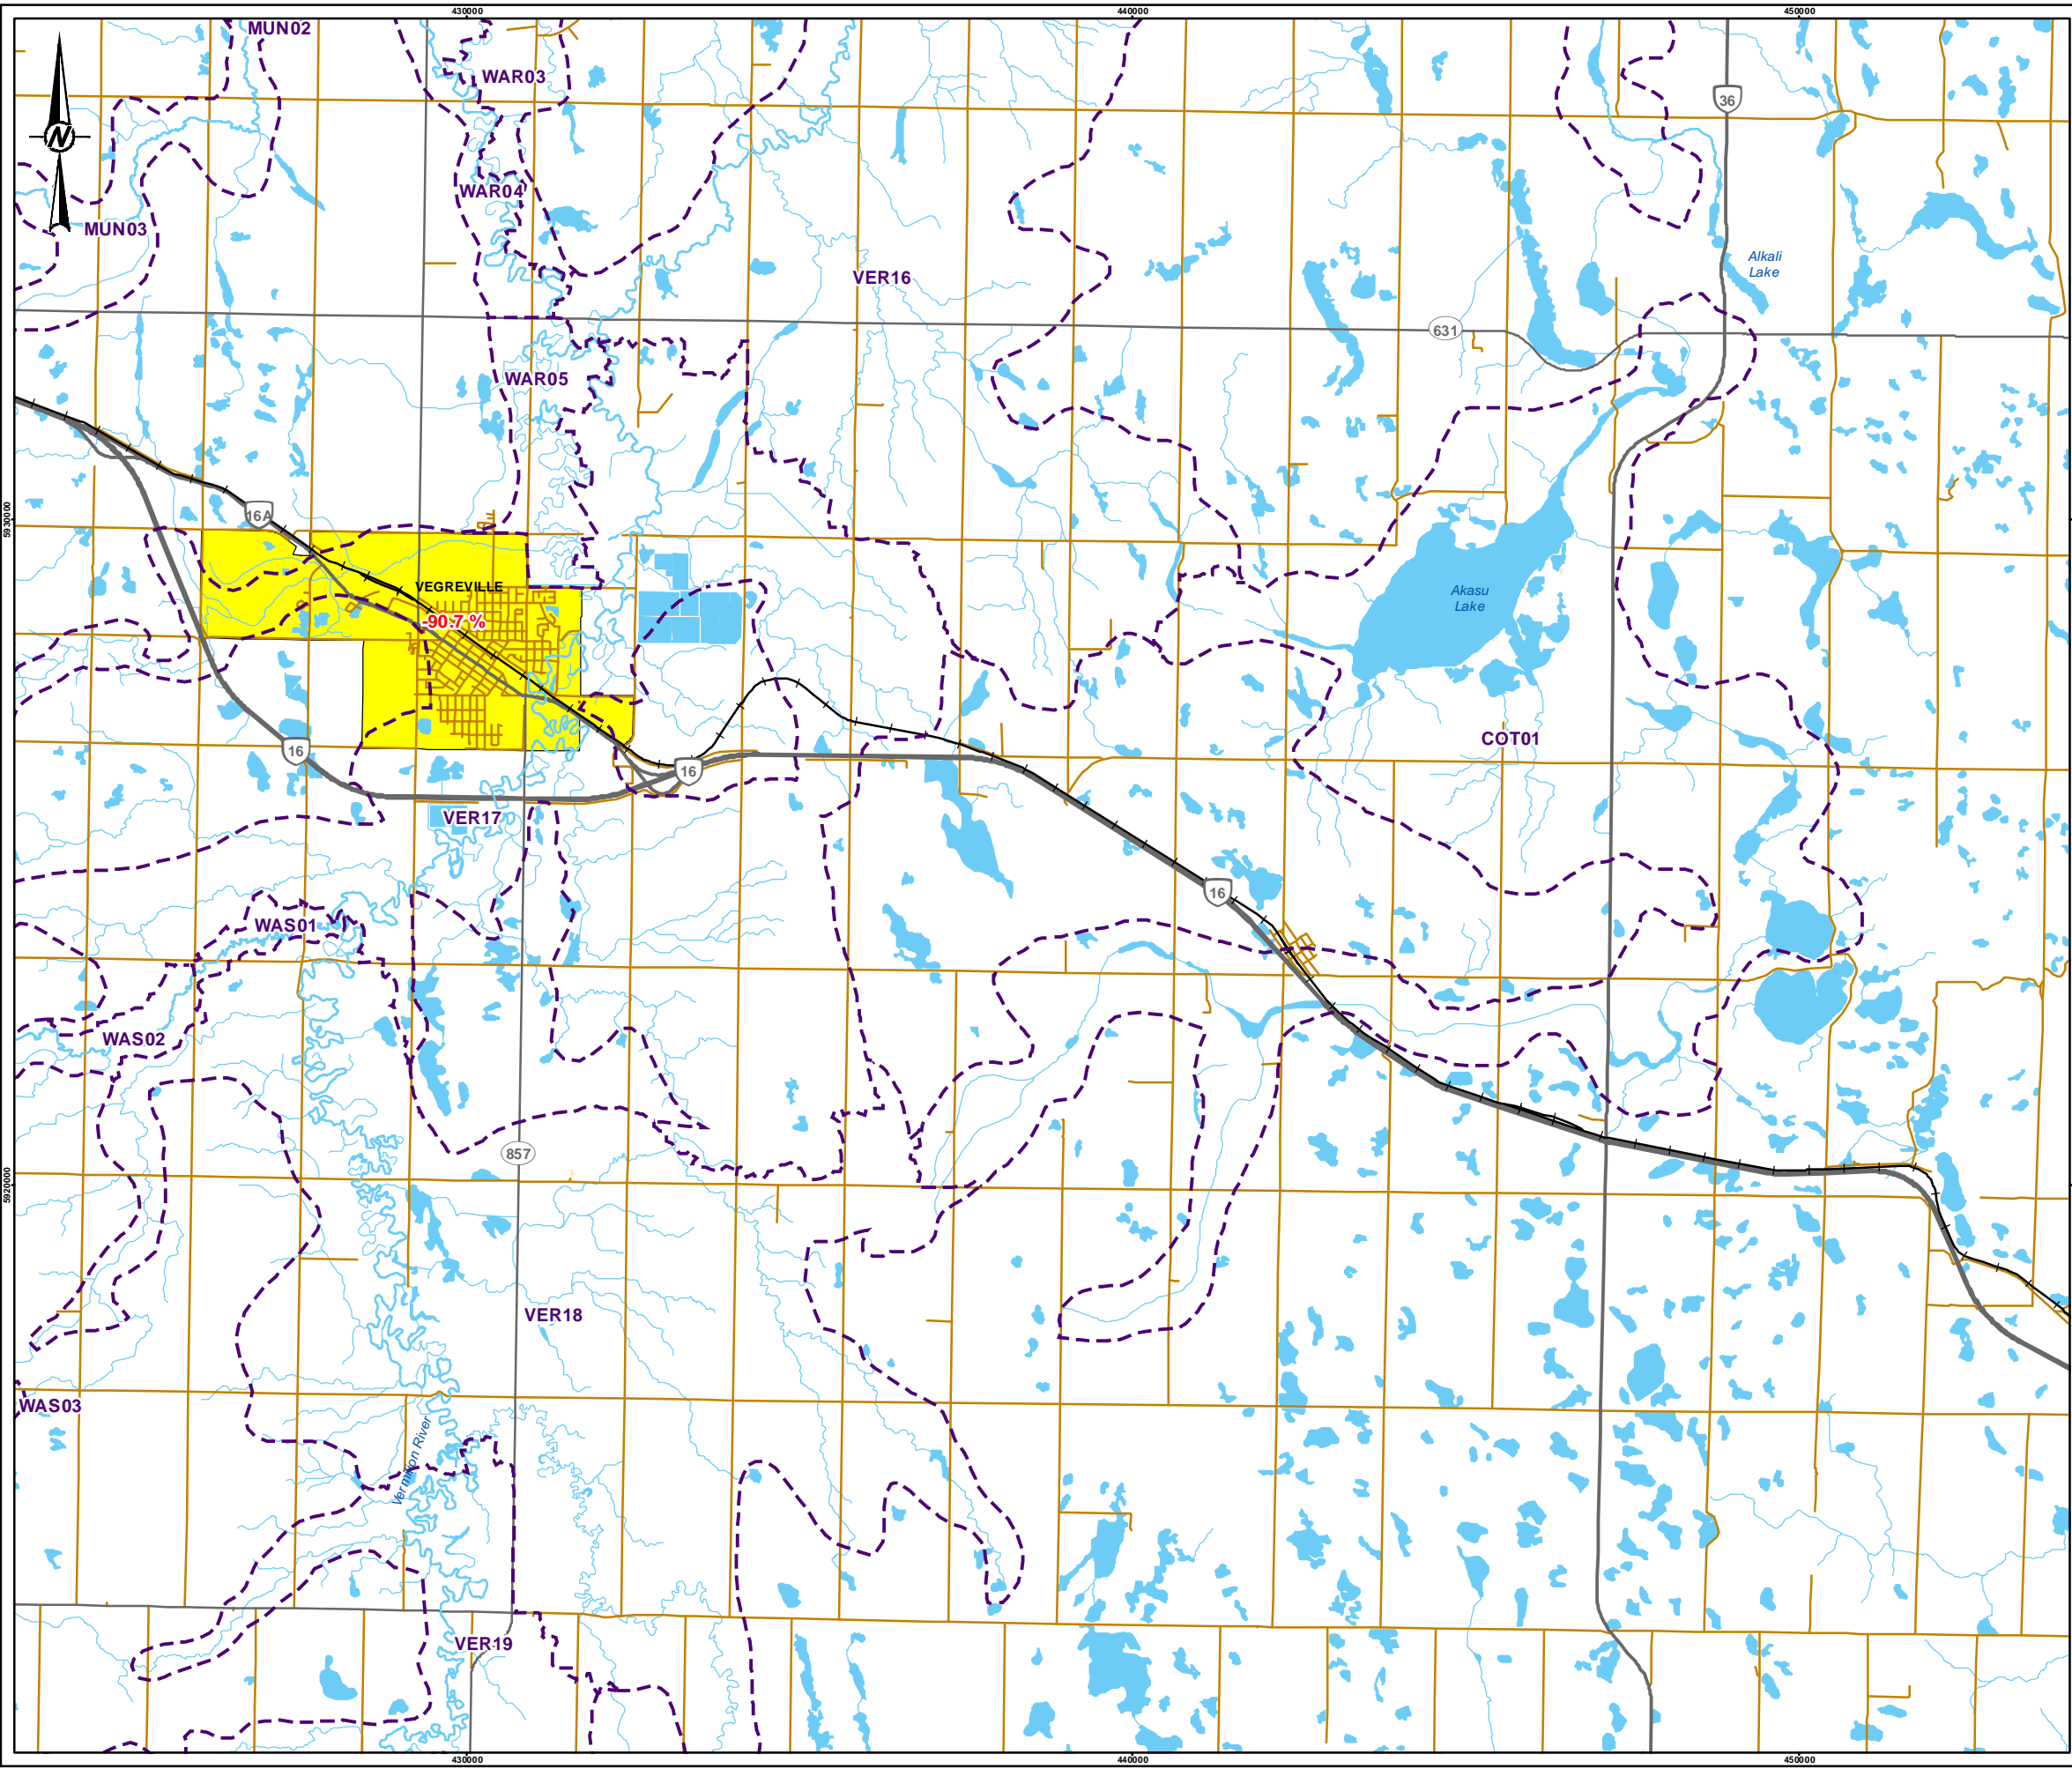 430000
440000
450000
MUN02
WAR03
36
N
WAR04
MUN03
Alkali
Lake
VER16
631
WAR05
5930000
16A
VEGREVILLE
-90.7 %
Akasu
Lake
COT01
16
16
VER17
16
WAS01
WAS02
857
5920000
VER18
WAS03
Vermilion River
VER19
430000
440000
450000